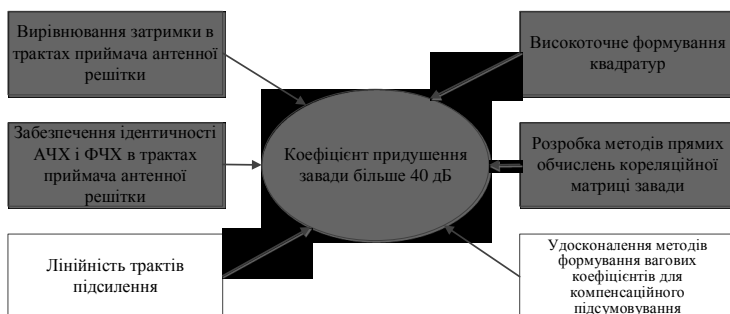 Вирівнювання затримки в
трактах приймача антенної
решітки
Високоточне формування
квадратур
Забезпечення ідентичності
АЧХ і ФЧХ в трактах
приймача антенної
решітки
Коефіцієнт придушення
завади більше 40 дБ
Розробка методів прямих
обчислень кореляційної
матриці завади
Лінійність трактів
підсилення
Удосконалення методів
формування вагових
коефіцієнтів для
компенсаційного
підсумовування